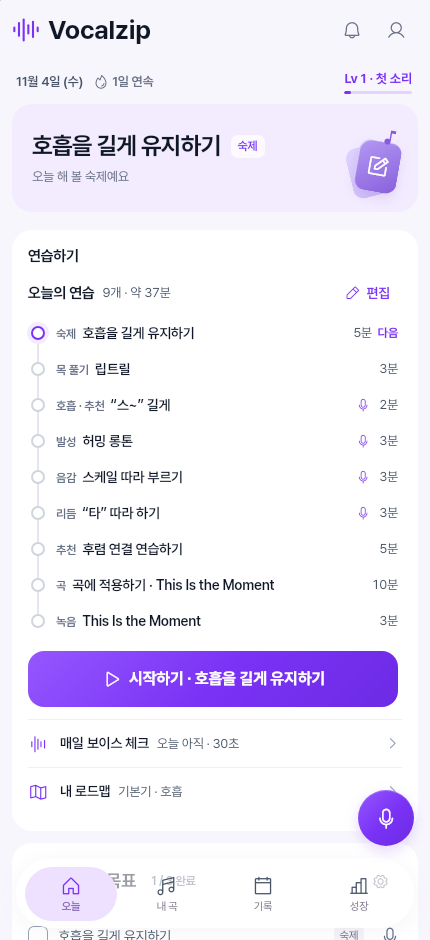 Vocalzip
11월 4일 (수) 1일 연속
Lv 1 · 첫 소리
호흡을 길게 유지하기 숙제
오늘 해 볼 숙제예요
연습하기
오늘의 연습 9개 · 약 37분 편집
숙제 호흡을 길게 유지하기 5분 다음
목 풀기 립트릴 3분
호흡 · 추천 “스~” 길게 2분
발성 허밍 롱톤 3분
음감 스케일 따라 부르기 3분
리듬 “타” 따라 하기 3분
추천 후렴 연결 연습하기 5분
곡 곡에 적용하기 · This Is the Moment 10분
녹음 This Is the Moment 3분
시작하기 · 호흡을 길게 유지하기
매일 보이스 체크 오늘 아직 · 30초
내 로드맵 기본기 · 호흡
목표 완료
오늘 내 곡 기록 성장
호흡을 길게 유지하기 숙제